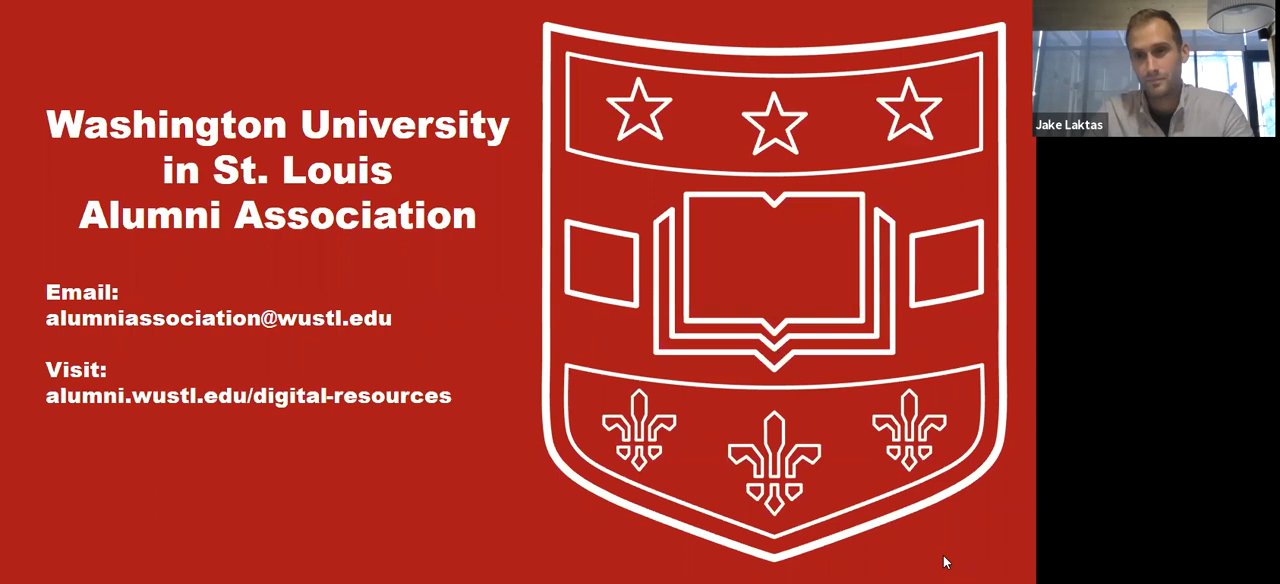 Washington University
in St. Louis
Alumni Association
Email:
alumniassociation@wustl.edu
Visit:
alumni.wustl.edu/digital-resources
Jake Laktas